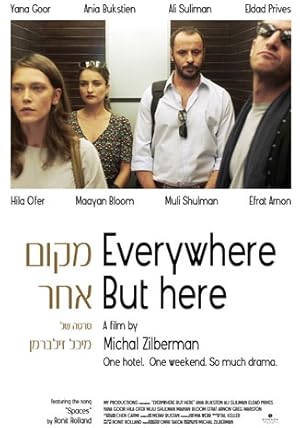 Yana Goor Ania Bukstien Ali Suliman Eldad Prives
Hila Ofer Maayan Bloom Muli Shulman Efrat Arnon
מקום
אחר
Everywhere
But here
סרטה של
מיכל זילברמן
A film by
Michal Zilberman
One hotel. One weekend. So much drama.
Featuring the song
"Spaces"
by Ronit Rolland